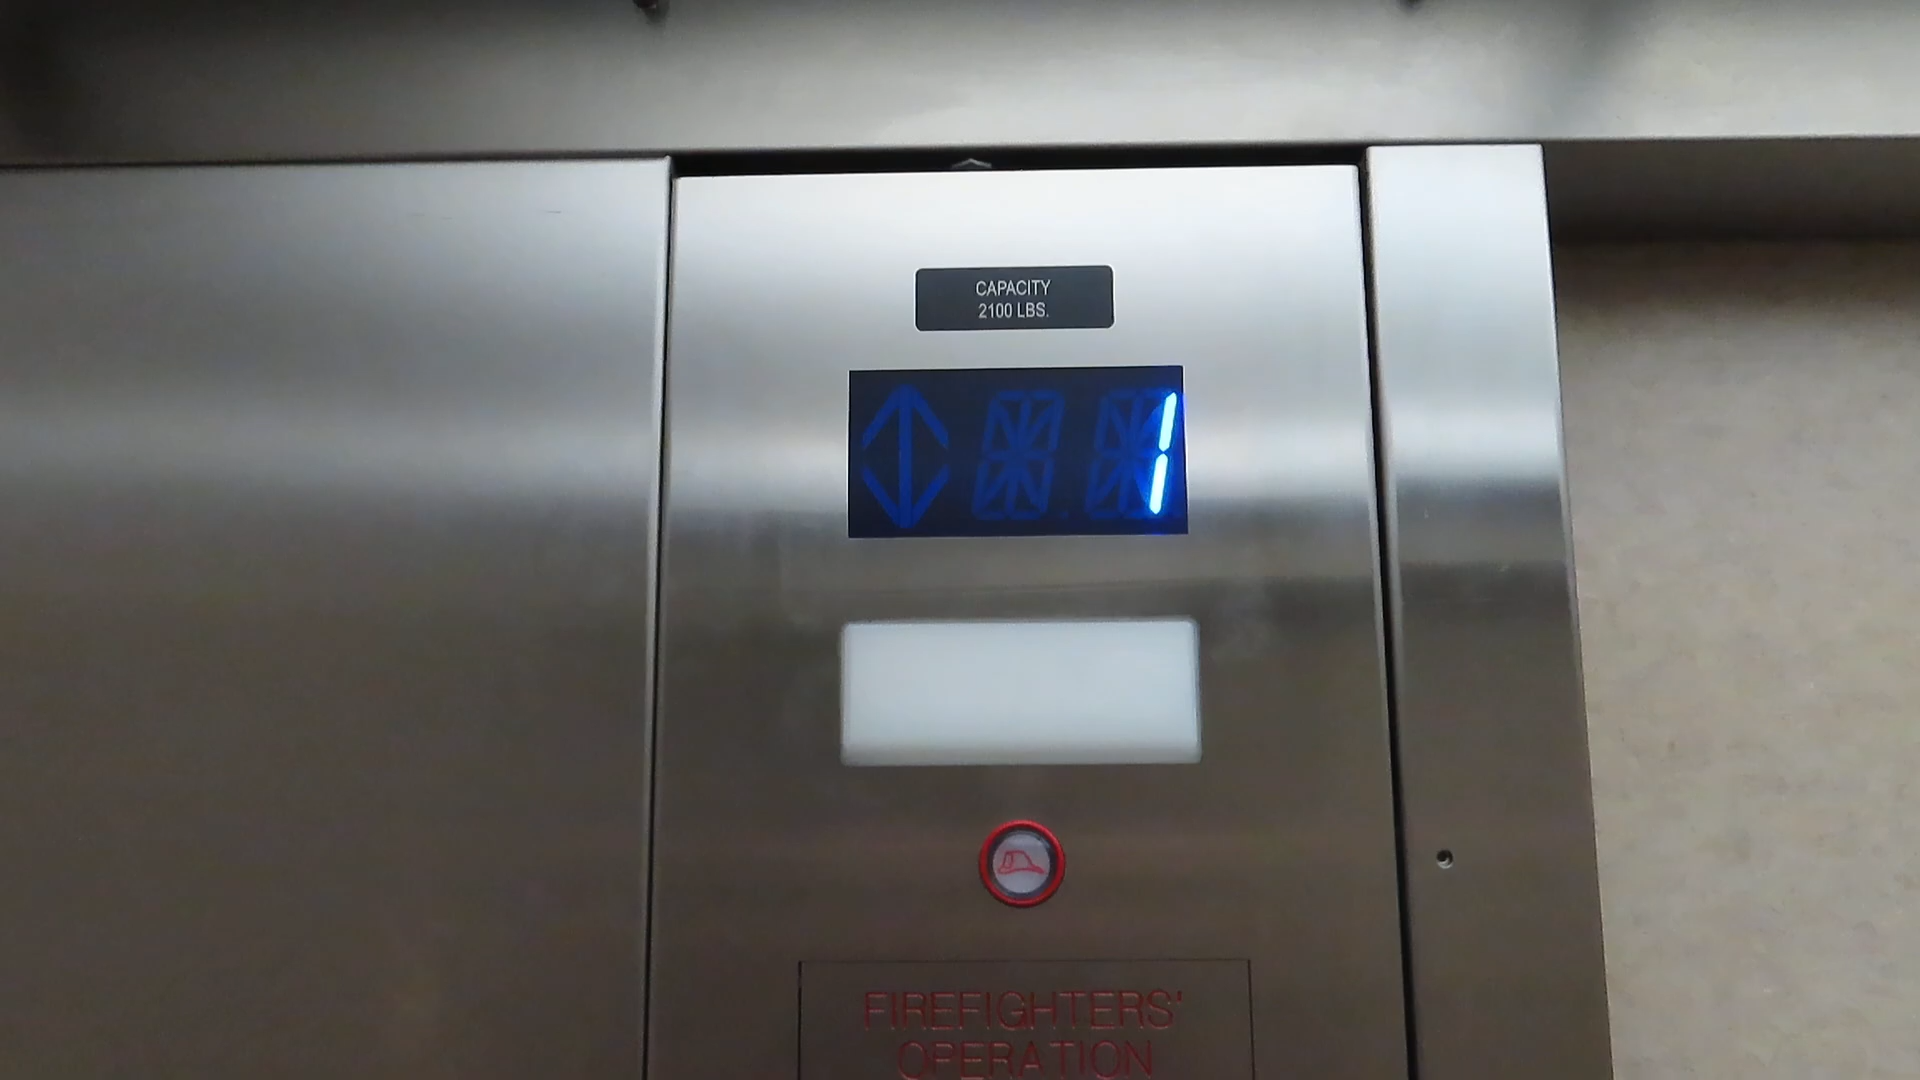 CAPACITY
2100 LBS.
1
FIREFIGHTERS'
OPERATION